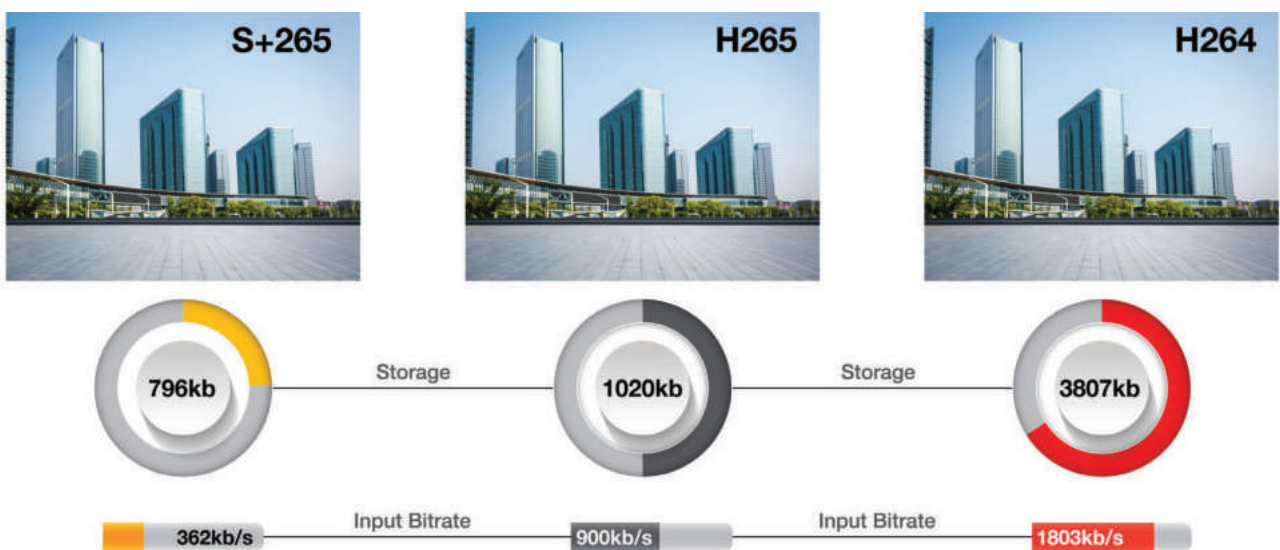 S+265
H265
H264
796kb
Storage
1020kb
Storage
3807kb
362kb/s
Input Bitrate
900kb/s
Input Bitrate
1803kb/s